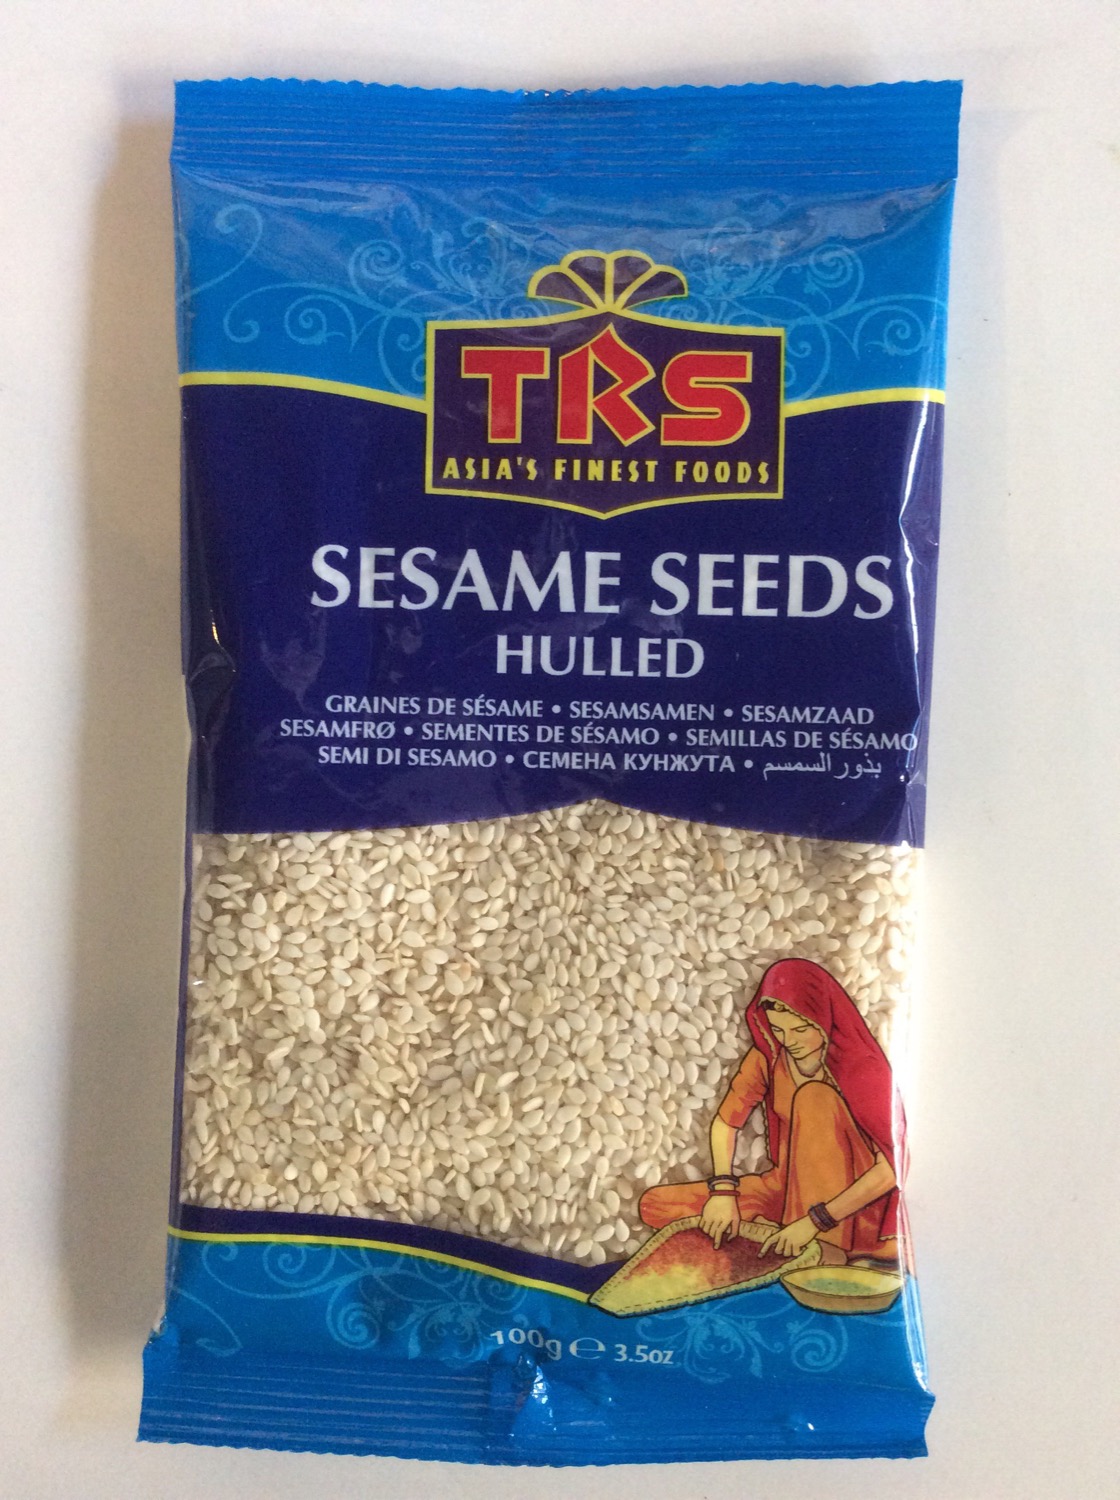 TRS
ASIA'S FINEST FOODS
SESAME SEEDS
HULLED
GRAINES DE SÉSAME • SESAMSAMEN • SESAMZAAD
SESAMFRØ • SEMENTES DE SÉSAMO • SEMILLAS DE SÉSAMO
SEMI DI SESAMO • СЕМЕНА КУНЖУТА • بذور السمسم
100g ℮ 3.5oz